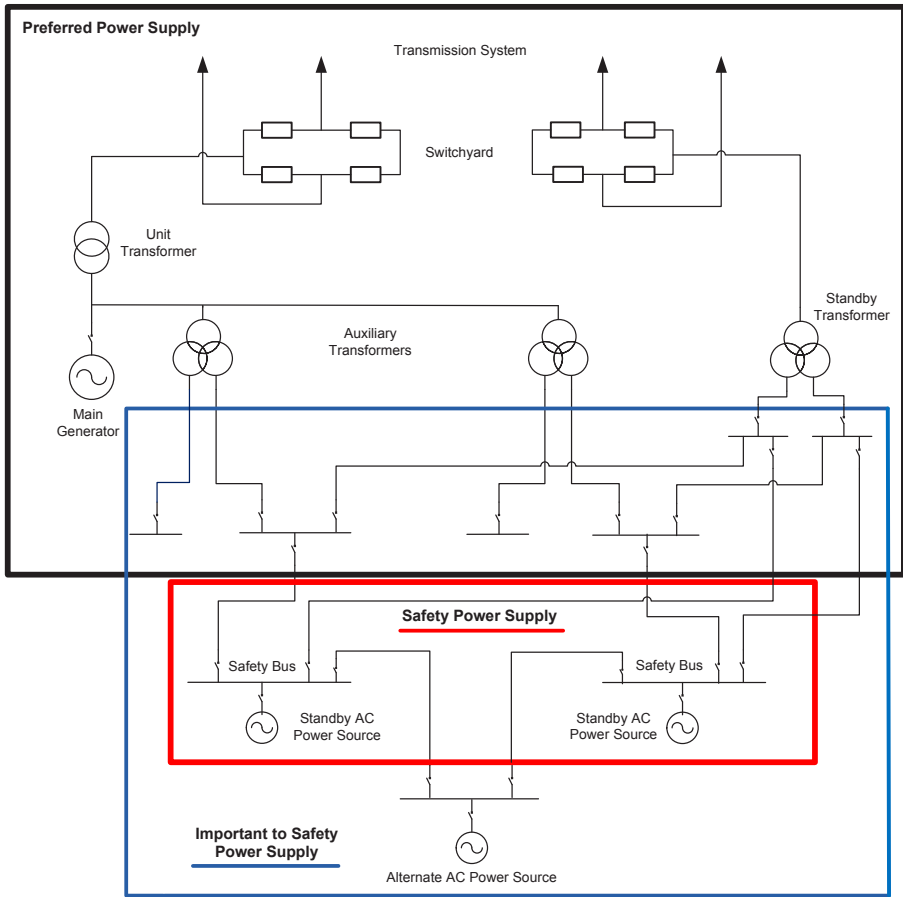 Preferred Power Supply
Transmission System
Switchyard
Unit
Transformer
Standby
Transformer
Auxiliary
Transformers
Main
Generator
Safety Power Supply
Safety Bus
Safety Bus
Standby AC
Power Source
Standby AC
Power Source
Important to Safety
Power Supply
Alternate AC Power Source